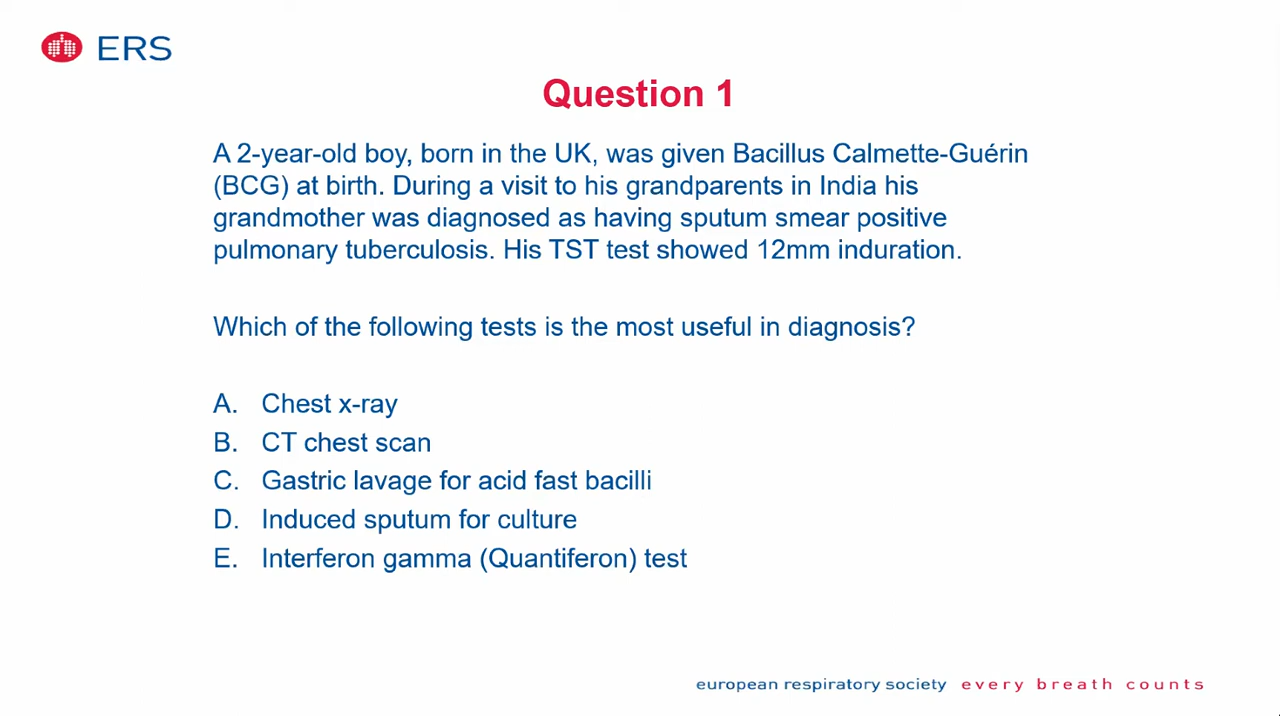 ERS
Question 1
A 2-year-old boy, born in the UK, was given Bacillus Calmette-Guérin
(BCG) at birth. During a visit to his grandparents in India his
grandmother was diagnosed as having sputum smear positive
pulmonary tuberculosis. His TST test showed 12mm induration.
Which of the following tests is the most useful in diagnosis?
A. Chest x-ray
B. CT chest scan
C. Gastric lavage for acid fast bacilli
D. Induced sputum for culture
E. Interferon gamma (Quantiferon) test
european respiratory society every breath counts